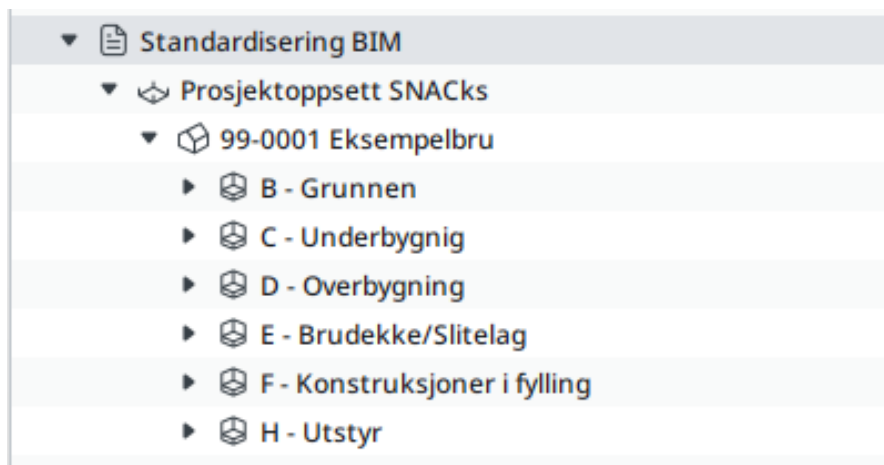 Standardisering BIM
Prosjektoppsett SNACks
99-0001 Eksempelbru
B - Grunnen
C - Underbygnig
D - Overbygning
E - Brudekke/Slitelag
F - Konstruksjoner i fylling
H - Utstyr